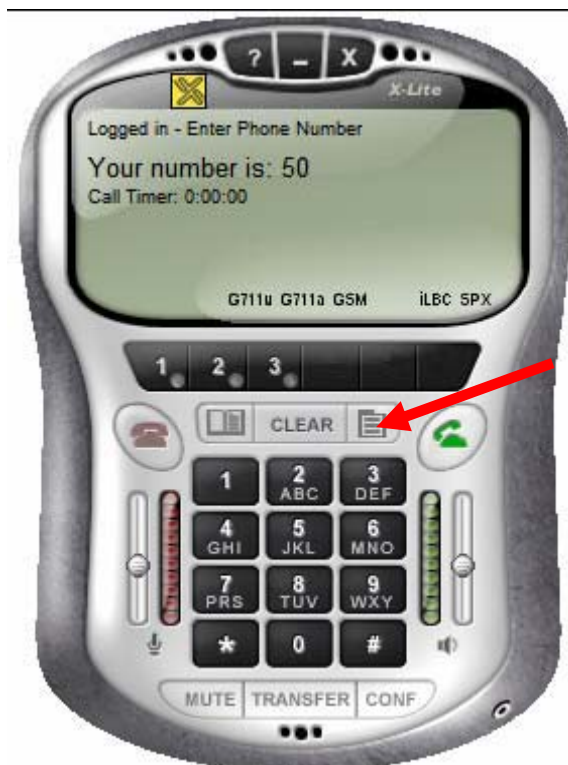 ? – X
X-Lite
Logged in - Enter Phone Number
Your number is: 50
Call Timer: 0:00:00
G711u G711a GSM iLBC SPX
1 2 3
CLEAR
1 2 3
ABC DEF
4 5 6
GHI JKL MNO
7 8 9
PRS TUV WXY
* 0 #
MUTE TRANSFER CONF